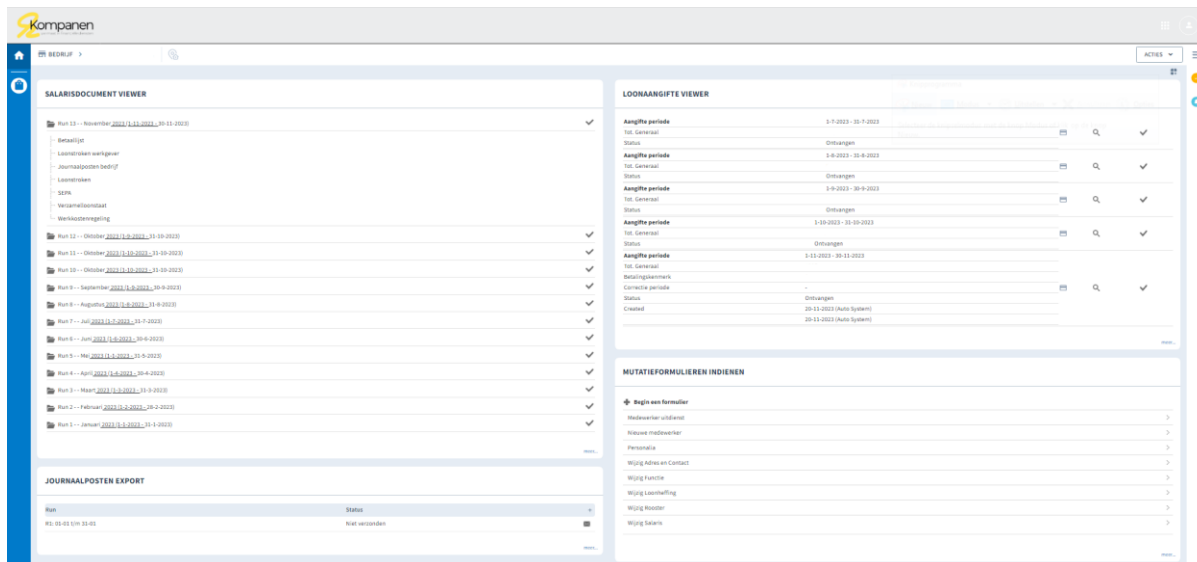 Kompanen
BEDRIJF >
ACTIES
SALARISDOCUMENT VIEWER
Run 13 - - November 2023 (1-11-2023 - 30-11-2023)
Betaallijst
Loonstroken werkgever
Journaalposten bedrijf
Loonstroken
SEPA
Verzamelloonstaat
Werkkostenregeling
Run 12 - - Oktober 2023 (1-9-2023 - 31-10-2023)
Run 11 - - Oktober 2023 (1-10-2023 - 31-10-2023)
Run 10 - - Oktober 2023 (1-10-2023 - 31-10-2023)
Run 9 - - September 2023 (1-9-2023 - 30-9-2023)
Run 8 - - Augustus 2023 (1-8-2023 - 31-8-2023)
Run 7 - - Juli 2023 (1-7-2023 - 31-7-2023)
Run 6 - - Juni 2023 (1-6-2023 - 30-6-2023)
Run 5 - - Mei 2023 (1-1-2023 - 31-5-2023)
Run 4 - - April 2023 (1-4-2023 - 30-4-2023)
Run 3 - - Maart 2023 (1-3-2023 - 31-3-2023)
Run 2 - - Februari 2023 (1-2-2023 - 28-2-2023)
Run 1 - - Januari 2023 (1-1-2023 - 31-1-2023)
meer...
JOURNAALPOSTEN EXPORT
Run Status
R1: 01-01 t/m 31-01 Niet verzonden
meer...
LOONAANGIFTE VIEWER
Aangifte periode 1-7-2023 - 31-7-2023
Tot. Generaal
Status Ontvangen
Aangifte periode 1-8-2023 - 31-8-2023
Tot. Generaal
Status Ontvangen
Aangifte periode 1-9-2023 - 30-9-2023
Tot. Generaal
Status Ontvangen
Aangifte periode 1-10-2023 - 31-10-2023
Tot. Generaal
Status Ontvangen
Aangifte periode 1-11-2023 - 30-11-2023
Tot. Generaal
Betalingskenmerk
Correctie periode -
Status Ontvangen
Created 20-11-2023 (Auto System)
20-11-2023 (Auto System)
meer...
MUTATIEFORMULIEREN INDIENEN
Begin een formulier
Medewerker uitdienst
Nieuwe medewerker
Personalia
Wijzig Adres en Contact
Wijzig Functie
Wijzig Loonheffing
Wijzig Rooster
Wijzig Salaris
meer...